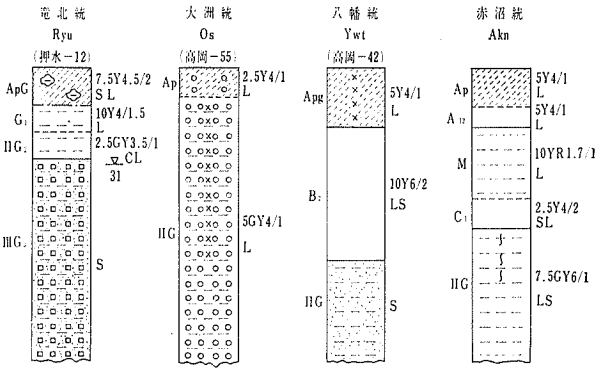 竜北統
Ryu
(押水-12)
ApG
7.5Y4.5/2
SL
G₁
10Y4/1.5
L
IIG₂
2.5GY3.5/1
CL
31
S
大洲統
Os
(高岡-55)
Ap
2.5Y4/1
L
IIG
5GY4/1
L
八幡統
Ywt
(高岡-42)
Apg
5Y4/1
L
B₂
10Y6/2
LS
IIG
S
赤沼統
Akn
Ap
5Y4/1
L
A₁₂
5Y4/1
L
M
10YR1.7/1
L
C₁
2.5Y4/2
SL
IIG
7.5GY6/1
LS